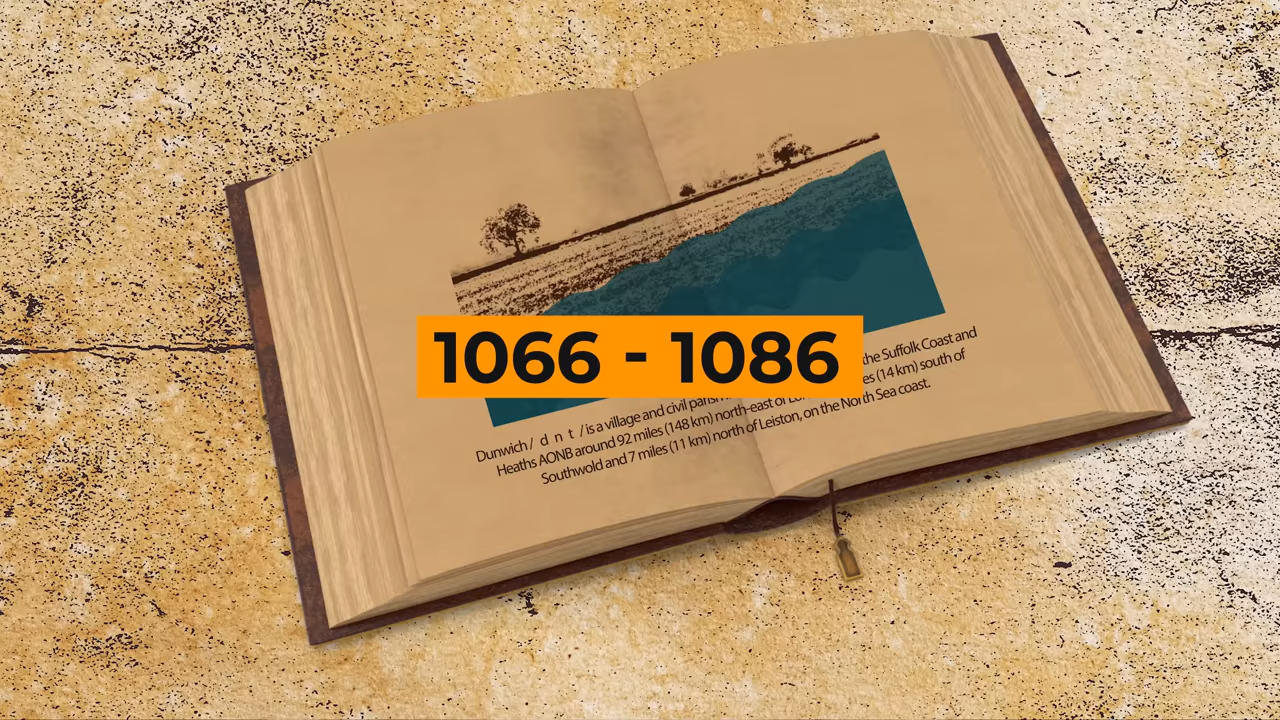 1066 - 1086
the Suffolk Coast and
Dunwich / d n t / is a village and civil
Heaths AONB around 92 miles (148 km) north-east of
es (14 km) south of
Southwold and 7 miles (11 km) north of Leiston, on the North Sea coast.